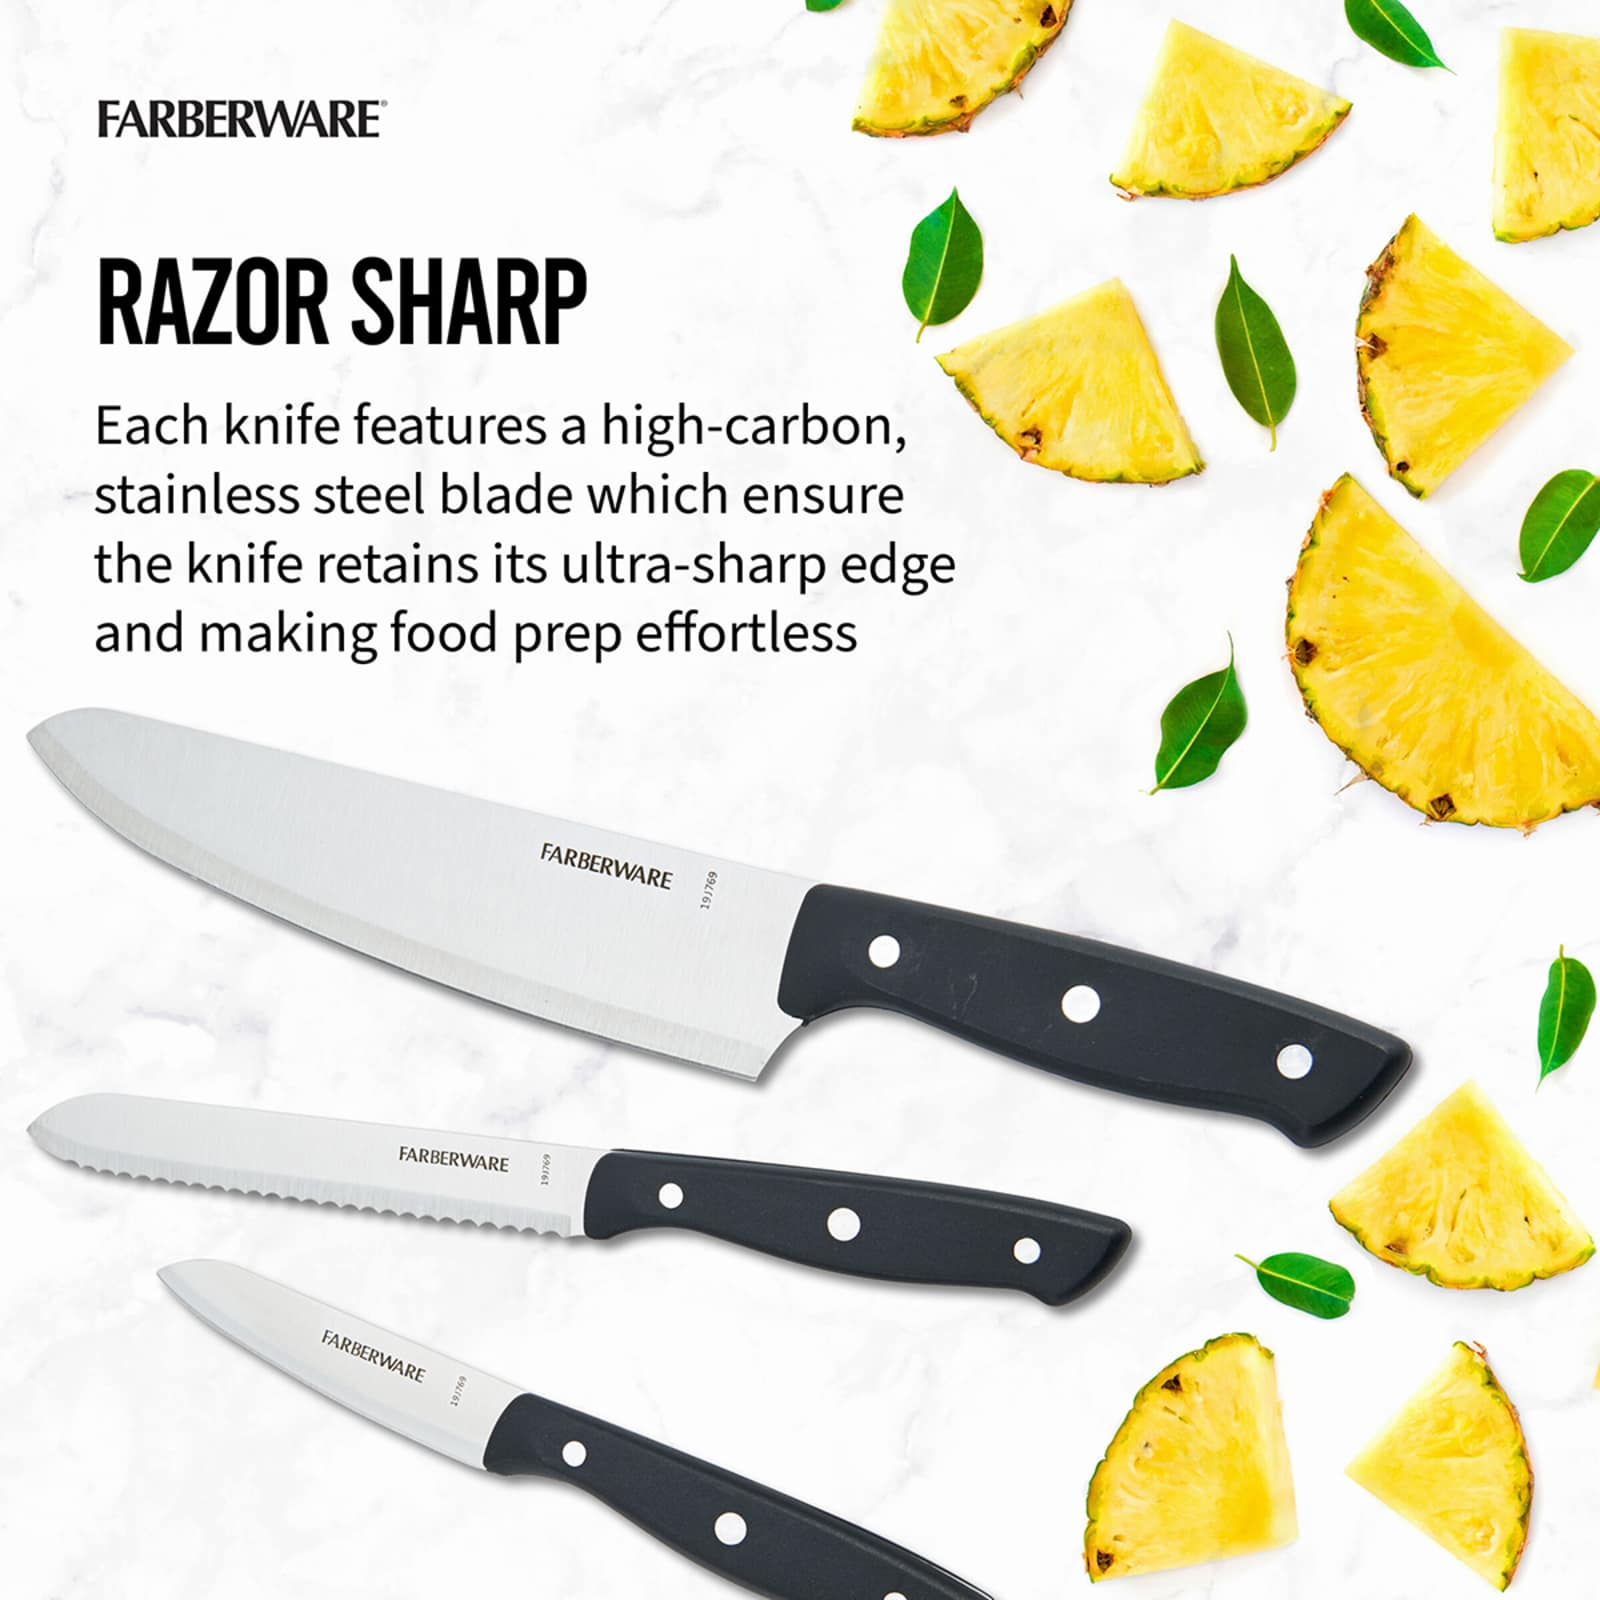 FARBERWARE®
RAZOR SHARP
Each knife features a high-carbon,
stainless steel blade which ensure
the knife retains its ultra-sharp edge
and making food prep effortless
FARBERWARE
19J769
FARBERWARE
19J769
FARBERWARE
19J769